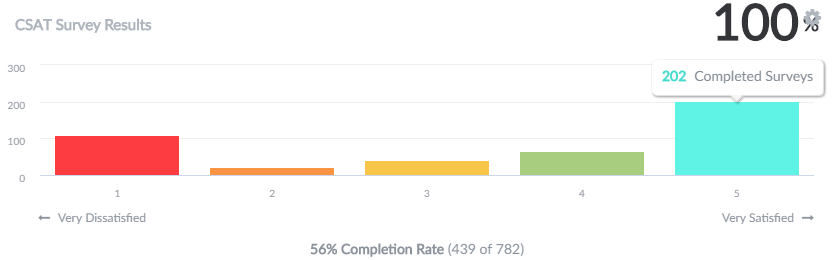 CSAT Survey Results
100%
202 Completed Surveys
300
200
100
0
1 2 3 4 5
← Very Dissatisfied Very Satisfied →
56% Completion Rate (439 of 782)